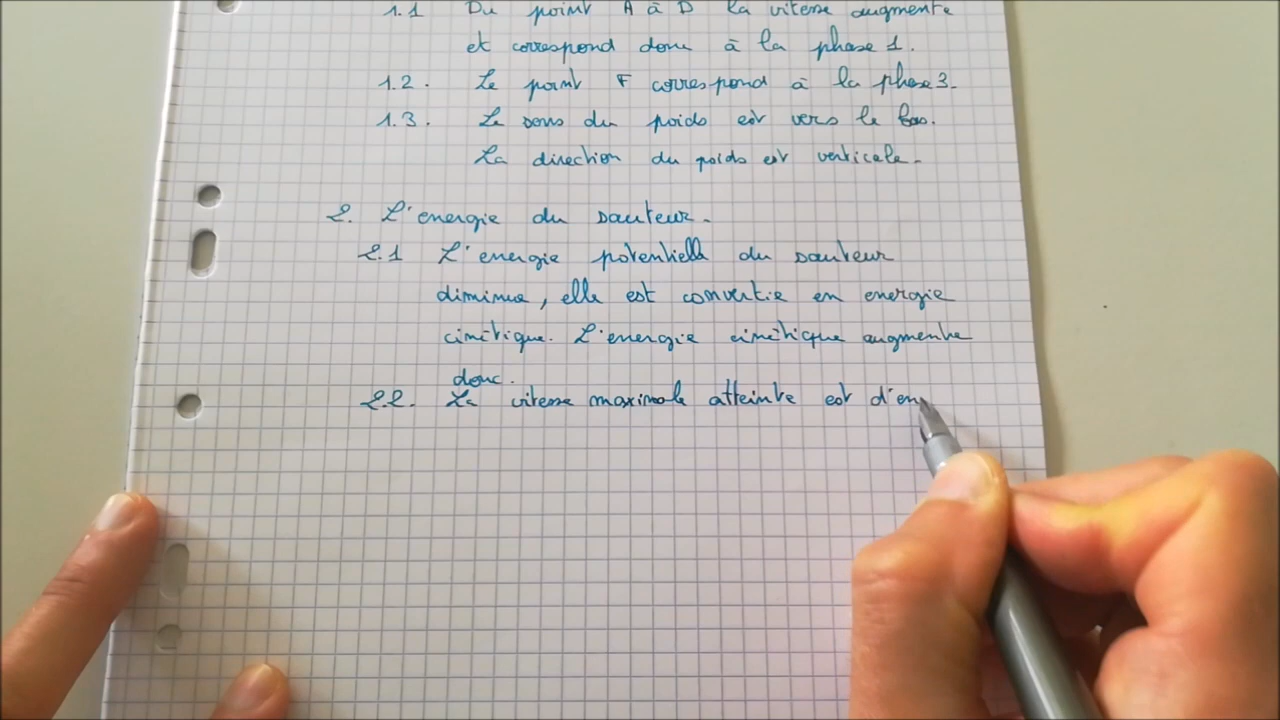 1.1 Du point A à D la vitesse augmente
et correspond donc à la phase 1.
1.2. Le point F correspond à la phase 3.
1.3. Le sens du poids est vers le bas.
La direction du poids est verticale.
2. L'energie du sauteur.
2.1 L'energie potentielle du sauteur
diminue, elle est convertie en energie
cinétique. L'energie cinétique augmente
donc.
2.2. La vitesse maximale atteinte est d'en